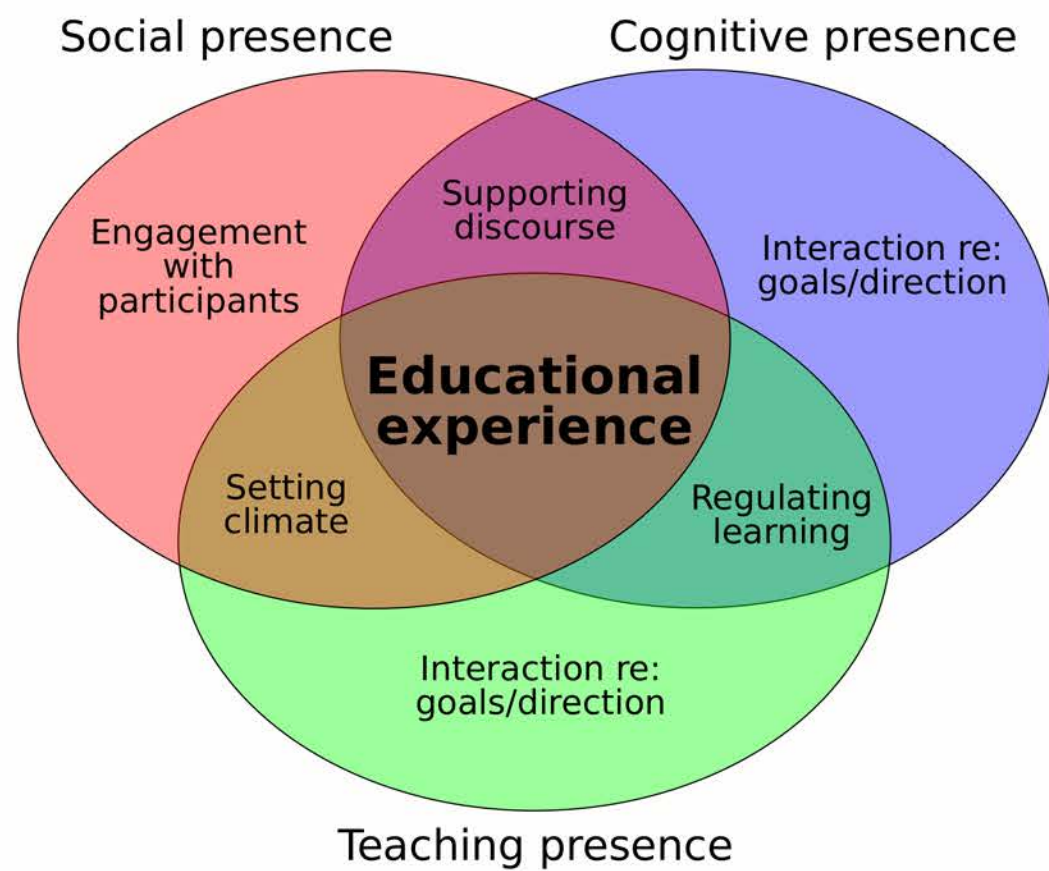 Social presence
Cognitive presence
Supporting
discourse
Engagement
with
participants
Interaction re:
goals/direction
Educational
experience
Setting
climate
Regulating
learning
Interaction re:
goals/direction
Teaching presence